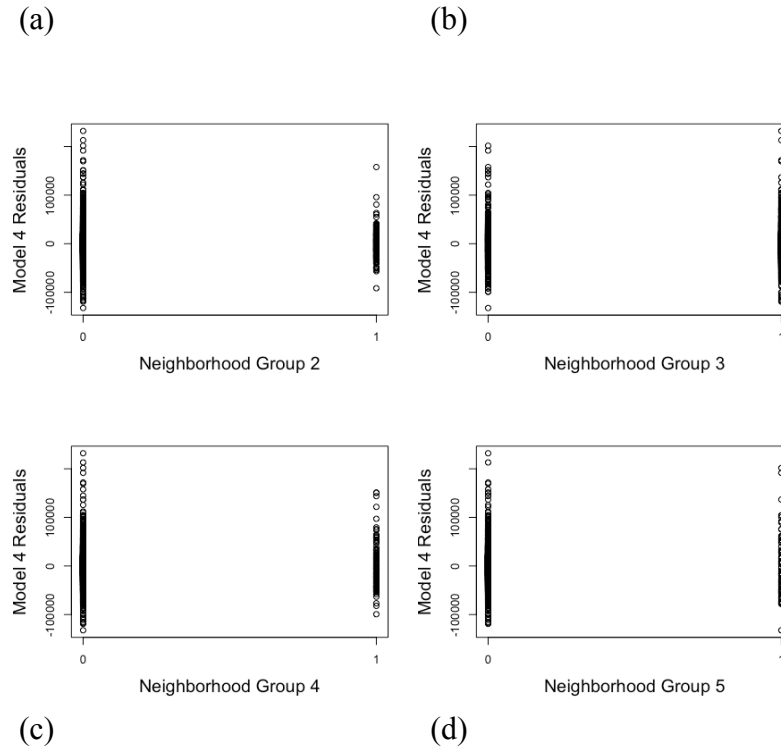 (a)
(b)
Model 4 Residuals
-100000 0 100000
0 1
Neighborhood Group 2
Model 4 Residuals
-100000 0 100000
0 1
Neighborhood Group 3
Model 4 Residuals
-100000 0 100000
0 1
Neighborhood Group 4
Model 4 Residuals
-100000 0 100000
0 1
Neighborhood Group 5
(c)
(d)